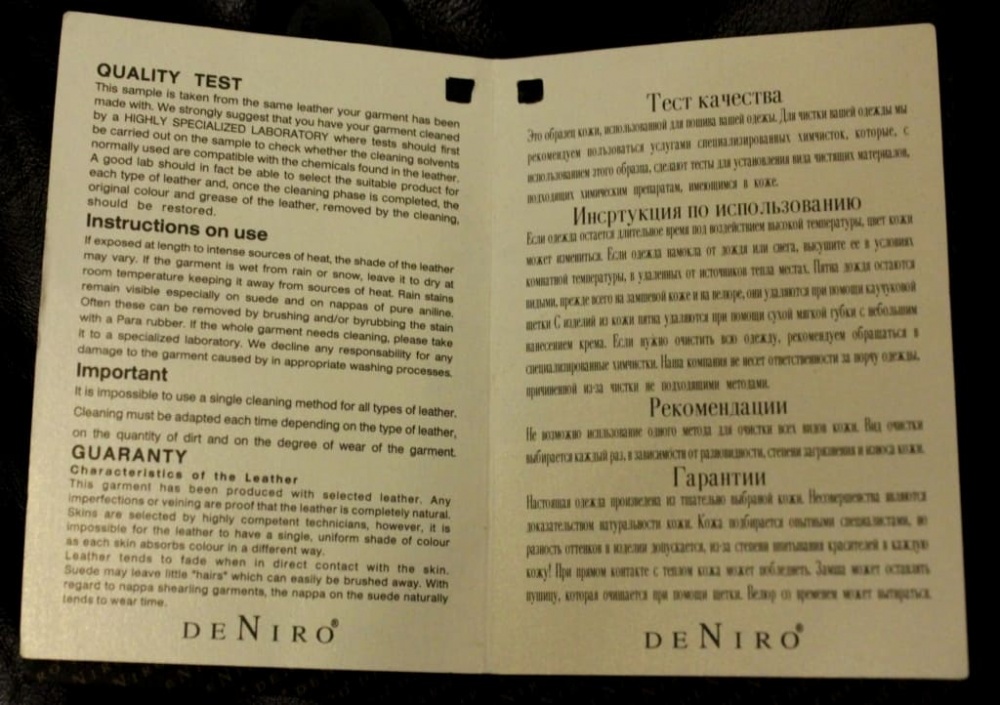 QUALITY TEST
This sample is taken from the same leather your garment has been
made with. We strongly suggest that you have your garment cleaned
by a HIGHLY SPECIALIZED LABORATORY where tests should first
be carried out on the sample to check whether the cleaning solvents
normally used are compatible with the chemicals found in the leather.
A good lab should in fact be able to select the suitable product for
each type of leather and, once the cleaning phase is completed, the
original colour and grease of the leather, removed by the cleaning,
should be restored.
Instructions on use
If exposed at length to intense sources of heat, the shade of the leather
may vary. If the garment is wet from rain or snow, leave it to dry at
room temperature keeping it away from sources of heat. Rain stains
remain visible especially on suede and on nappas of pure aniline.
Often these can be removed by brushing and/or byrubbing the stain
with a Para rubber. If the whole garment needs cleaning, please take
it to a specialized laboratory. We decline any responsability for any
damage to the garment caused by in appropriate washing processes.
Important
It is impossible to use a single cleaning method for all types of leather.
Cleaning must be adapted each time depending on the type of leather,
on the quantity of dirt and on the degree of wear of the garment.
GUARANTY
Characteristics of the Leather
This garment has been produced with selected leather. Any
imperfections or veining are proof that the leather is completely natural.
Skins are selected by highly competent technicians, however, it is
impossible for the leather to have a single, uniform shade of colour
as each skin absorbs colour in a different way.
Leather tends to fade when in direct contact with the skin.
Suede may leave little "hairs" which can easily be brushed away. With
regard to nappa shearling garments, the nappa on the suede naturally
tends to wear time.
DENIRO®
Тест качества
Это образец кожи, использованной для пошива вашей одежы. Для чистки вашей одежды мы
рекомендуем пользоваться услугами специализированных химчисток, которые, с
использованием этого образца, сделают тесты для установления вида чистящих материалов,
подходящих химическим препаратам, имеющимся в коже.
Инсртукция по использованию
Если одежда остается длительное время под воздействием высокой температуры, цвет кожи
может измениться. Если одежда намокла от дождя или снега, высушите ее в условиях
комнатной температуры, в удаленных от источников тепла местах. Пятна дождя остаются
видными, прежде всего на замшевой коже и на велюре, они удаляются при помощи каучуковой
щетки С изделий из кожи пятна удаляются при помощи сухой мягкой губки с небольшим
нанесением крема. Если нужно очистить всю одежду, рекомендуем обращаться в
специализированные химчистки. Наша компания не несет ответственности за порчу одежды,
причиненной из-за чистки не подходящими методами.
Рекомендации
Не возможно использование одного метода для очистки всех видов кожи. Вид очистки
выбирается каждый раз, в зависимости от разновидности, степени загрязнения и износа кожи.
Гарантии
Настоящая одежда произведена из тщательно выбраной кожи. Несовершенства являются
доказательством натуральности кожи. Кожа подбирается опытными специалистами, но
разность оттенков в изделии допускается, из-за степени впитывания красителей в каждую
кожу! При прямом контакте с теплом кожа может побледнеть. Замша может оставлять
пушицу, которая очищается при помощи щетки. Велюр со временем может вытираться.
DENIRO®